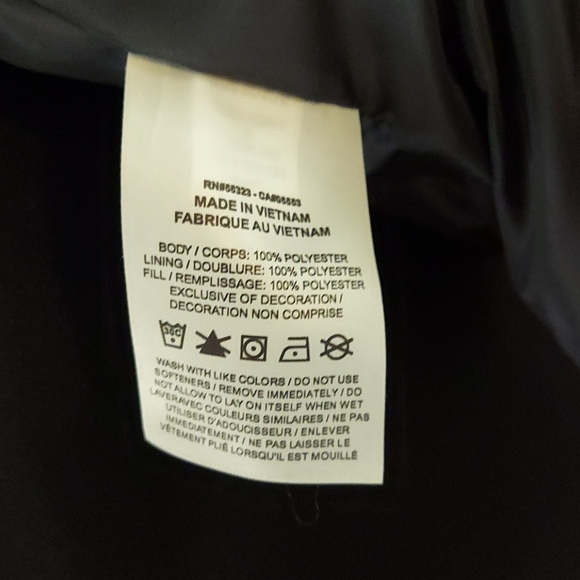 RN#56323 - CA#05553
MADE IN VIETNAM
FABRIQUE AU VIETNAM
BODY / CORPS: 100% POLYESTER
LINING / DOUBLURE: 100% POLYESTER
FILL / REMPLISSAGE: 100% POLYESTER
EXCLUSIVE OF DECORATION /
DECORATION NON COMPRISE
30C
WASH WITH LIKE COLORS / DO NOT USE
SOFTENERS / REMOVE IMMEDIATELY / DO
NOT ALLOW TO LAY ON ITSELF WHEN WET
LAVERAVEC COULEURS SIMILAIRES / NE PAS
UTILISER D'ADOUCISSEUR / ENLEVER
IMMÉDIATEMENT / NE PAS LAISSER LE
VÊTEMENT PLIÉ LORSQU'IL EST MOUILLÉ